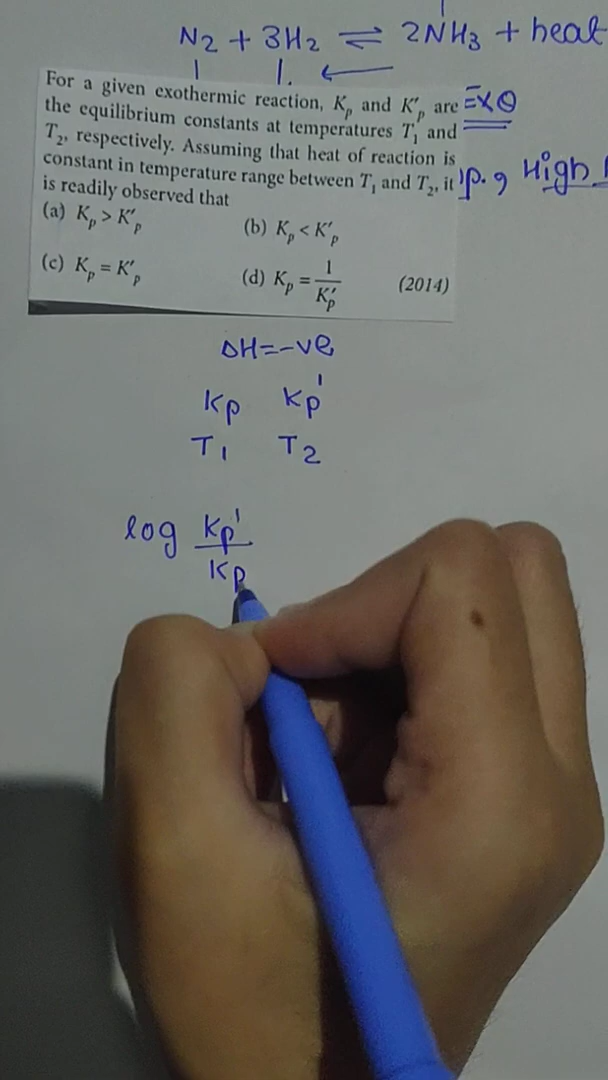 N2 + 3H2 ⇌ 2NH3 + heat
For a given exothermic reaction, Kp and K′p are
the equilibrium constants at temperatures T1 and
T2, respectively. Assuming that heat of reaction is
constant in temperature range between T1 and T2, it
is readily observed that
Exo
p. , High
(a) Kp > K′p
(b) Kp < K′p
(c) Kp = K′p
(d) Kp = 1/K′p
(2014)
ΔH=-ve
Kp Kp'
T1 T2
log Kp'/Kp